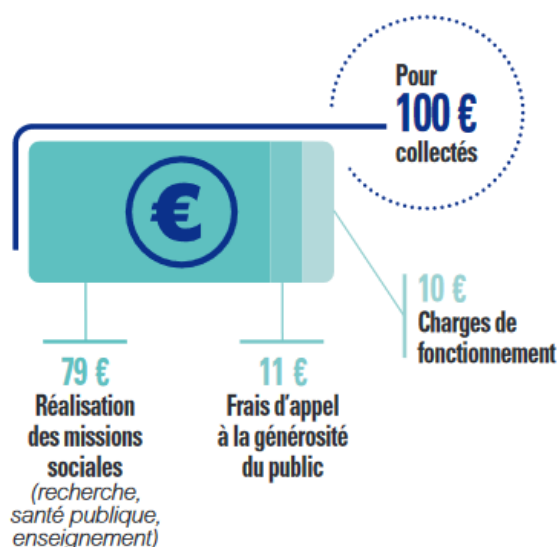 Pour
100 €
collectés
€
10 €
Charges de
fonctionnement
79 €
Réalisation
des missions
sociales
(recherche,
santé publique,
enseignement)
11 €
Frais d'appel
à la générosité
du public